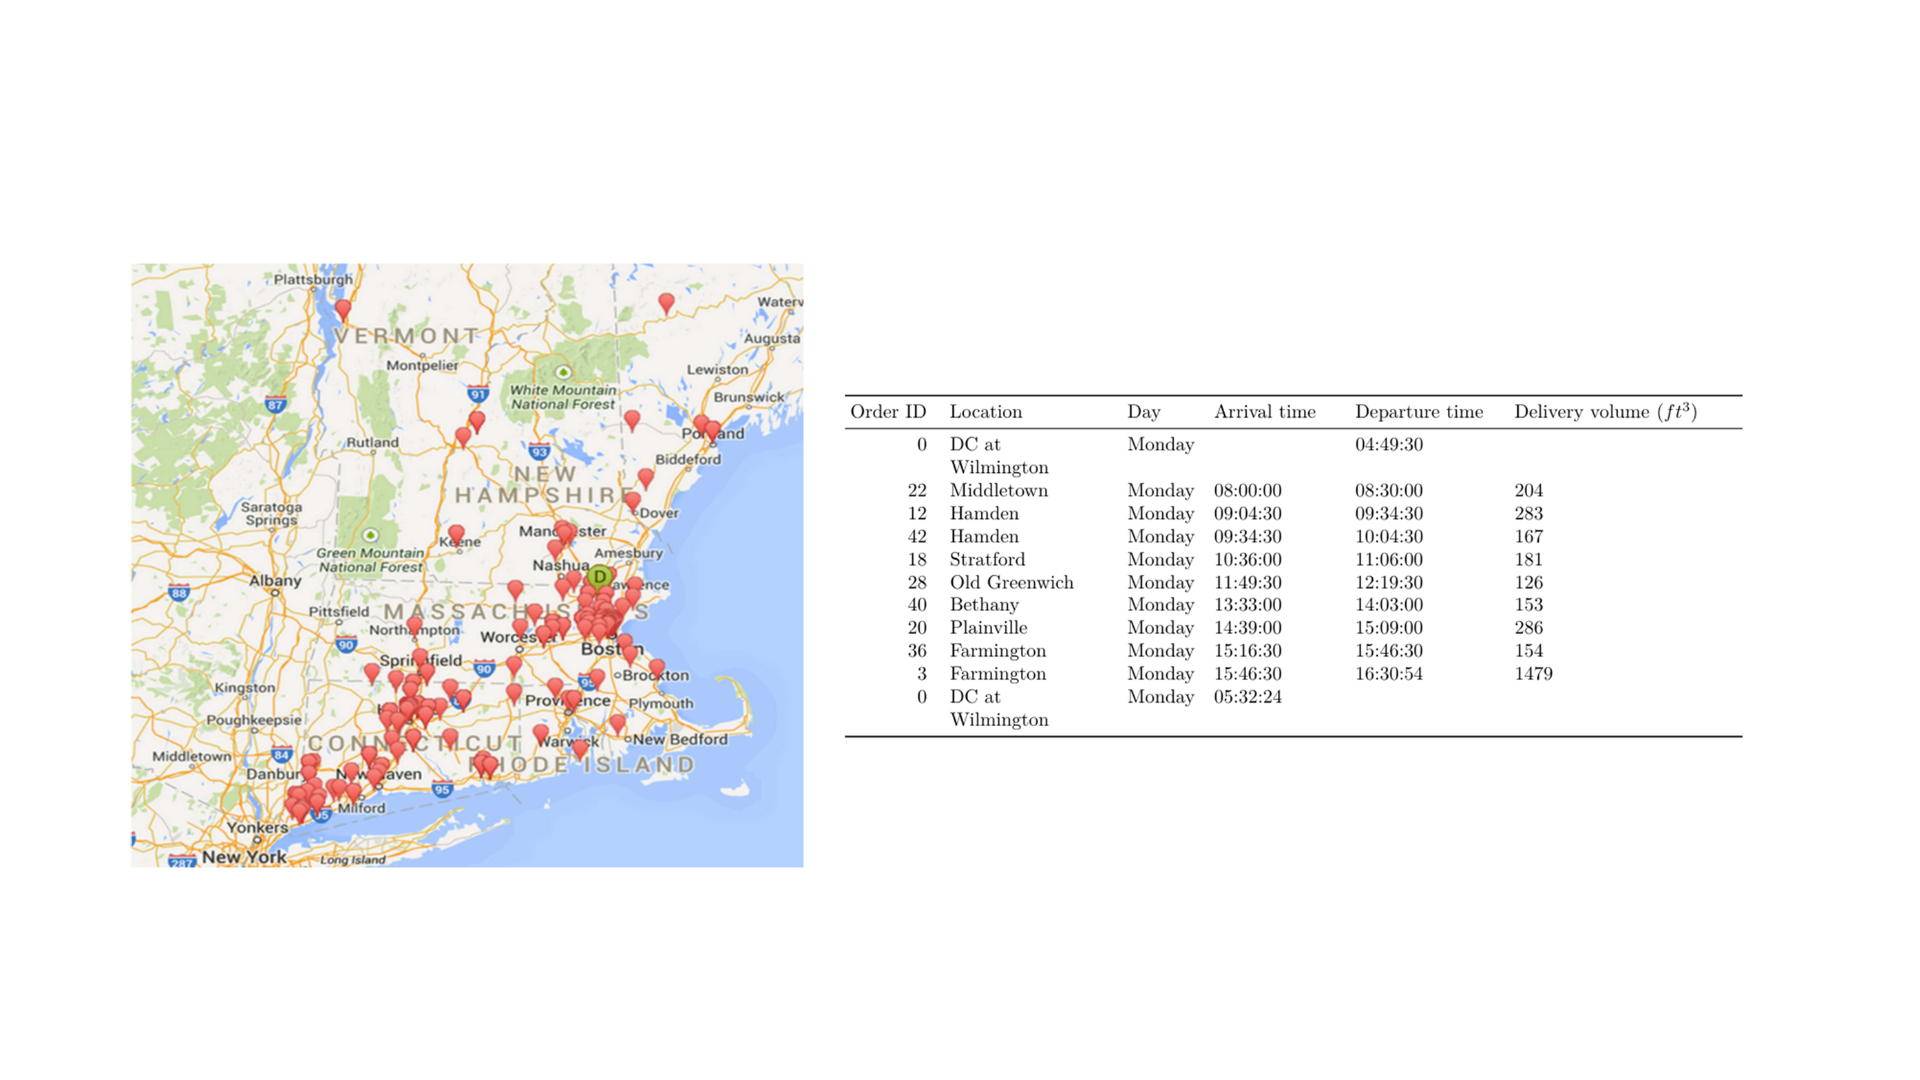 Plattsburgh
Waterv
VERMONT
Augusta
Montpelier
Lewiston
91
White Mountain
National Forest
Brunswick
87
Portland
Rutland
93
Biddeford
NEW
HAMPSHIRE
Saratoga
Springs
Dover
Manchester
Keene
Green Mountain
National Forest
Amesbury
Nashua
D
Albany
awrence
88
Pittsfield
MASSACHUSETTS
Northampton
Worcester
90
Boston
Springfield
90
Brockton
Kingston
95
Providence
Plymouth
Poughkeepsie
CONNECTICUT
Warwick
New Bedford
Middletown
84
RHODE ISLAND
Danbury
New Haven
95
Milford
95
Yonkers
New York
287
Long Island
Order ID Location Day Arrival time Departure time Delivery volume (ft³)
0 DC at Monday 04:49:30
Wilmington
22 Middletown Monday 08:00:00 08:30:00 204
12 Hamden Monday 09:04:30 09:34:30 283
42 Hamden Monday 09:34:30 10:04:30 167
18 Stratford Monday 10:36:00 11:06:00 181
28 Old Greenwich Monday 11:49:30 12:19:30 126
40 Bethany Monday 13:33:00 14:03:00 153
20 Plainville Monday 14:39:00 15:09:00 286
36 Farmington Monday 15:16:30 15:46:30 154
3 Farmington Monday 15:46:30 16:30:54 1479
0 DC at Monday 05:32:24
Wilmington